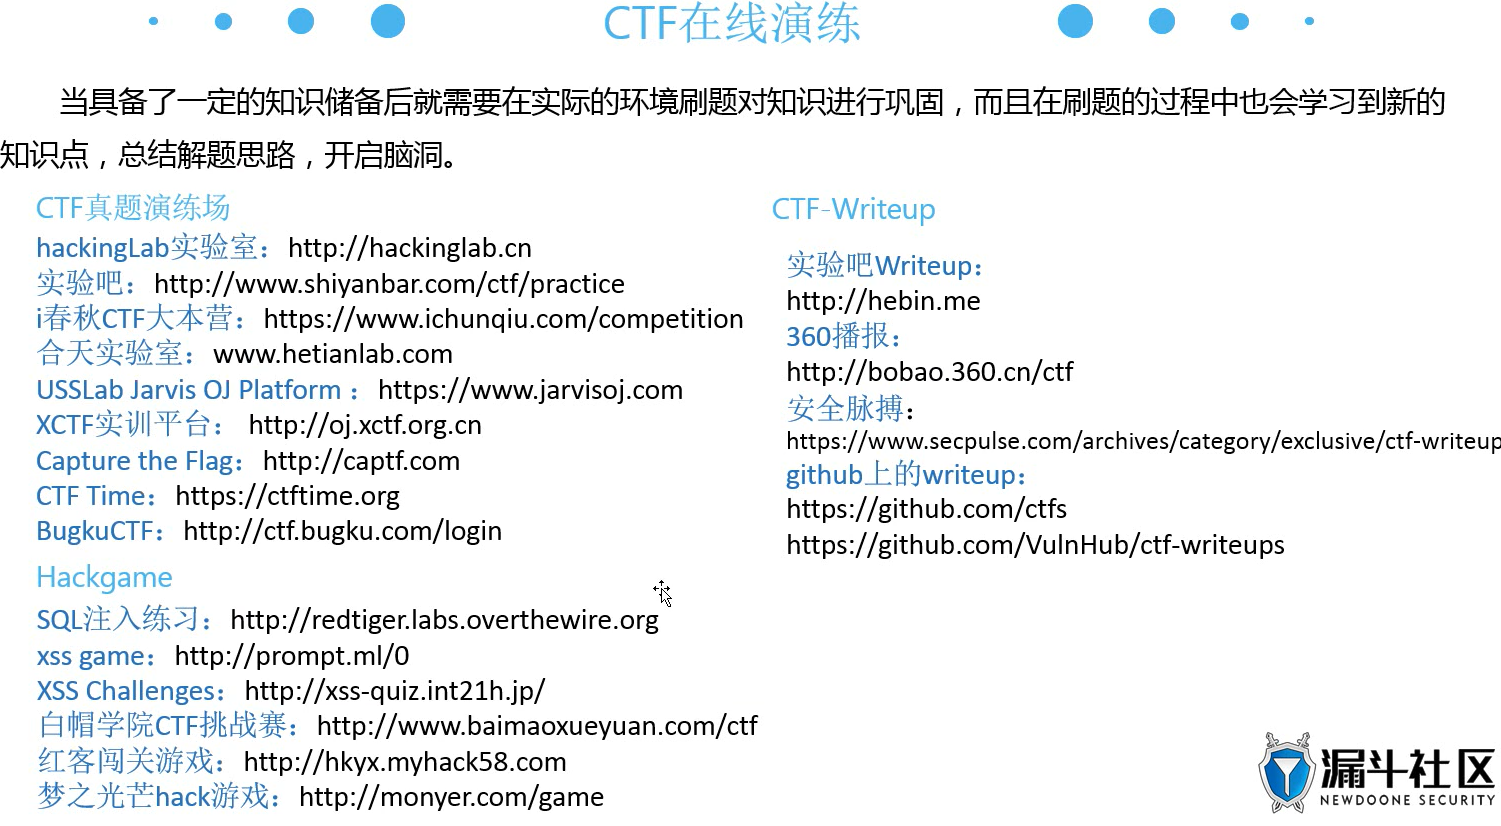 CTF在线演练
当具备了一定的知识储备后就需要在实际的环境刷题对知识进行巩固，而且在刷题的过程中也会学习到新的
知识点，总结解题思路，开启脑洞。
CTF真题演练场
hackingLab实验室：http://hackinglab.cn
实验吧：http://www.shiyanbar.com/ctf/practice
i春秋CTF大本营：https://www.ichunqiu.com/competition
合天实验室：www.hetianlab.com
USSLab Jarvis OJ Platform ：https://www.jarvisoj.com
XCTF实训平台： http://oj.xctf.org.cn
Capture the Flag：http://captf.com
CTF Time：https://ctftime.org
BugkuCTF：http://ctf.bugku.com/login
Hackgame
SQL注入练习：http://redtiger.labs.overthewire.org
xss game：http://prompt.ml/0
XSS Challenges：http://xss-quiz.int21h.jp/
白帽学院CTF挑战赛：http://www.baimaoxueyuan.com/ctf
红客闯关游戏：http://hkyx.myhack58.com
梦之光芒hack游戏：http://monyer.com/game
CTF-Writeup
实验吧Writeup：
http://hebin.me
360播报：
http://bobao.360.cn/ctf
安全脉搏：
https://www.secpulse.com/archives/category/exclusive/ctf-writeup
github上的writeup：
https://github.com/ctfs
https://github.com/VulnHub/ctf-writeups
漏斗社区
NEWDOONE SECURITY